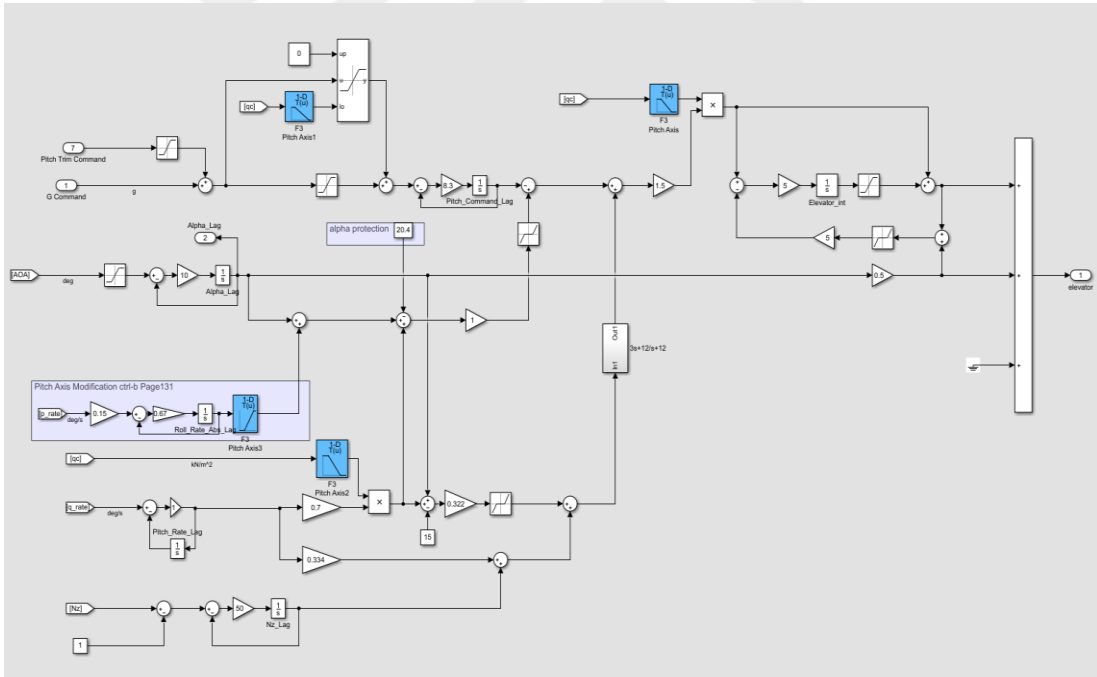 0
up
u
y
lo
[qc]
1-D
T(u)
F3
Pitch Axis1
[qc]
1-D
T(u)
F3
Pitch Axis
×
7
Pitch Trim Command
1
G Command
g
8.3
1
s
Pitch_Command_Lag
1.5
5
1
s
Elevator_int
5
Alpha_Lag
2
alpha protection
20.4
[AOA]
deg
10
1
s
Alpha_Lag
0.5
1
elevator
1
Out1
In1
3s+12/s+12
Pitch Axis Modification ctrl-b Page131
[p_rate]
deg/s
0.15
0.67
1
s
Roll_Rate_Abs_Lag
1-D
T(u)
F3
Pitch Axis3
[qc]
kN/m^2
1-D
T(u)
F3
Pitch Axis2
×
[q_rate]
deg/s
1
Pitch_Rate_Lag
1
s
0.7
0.322
15
0.334
[Nz]
50
1
s
Nz_Lag
1